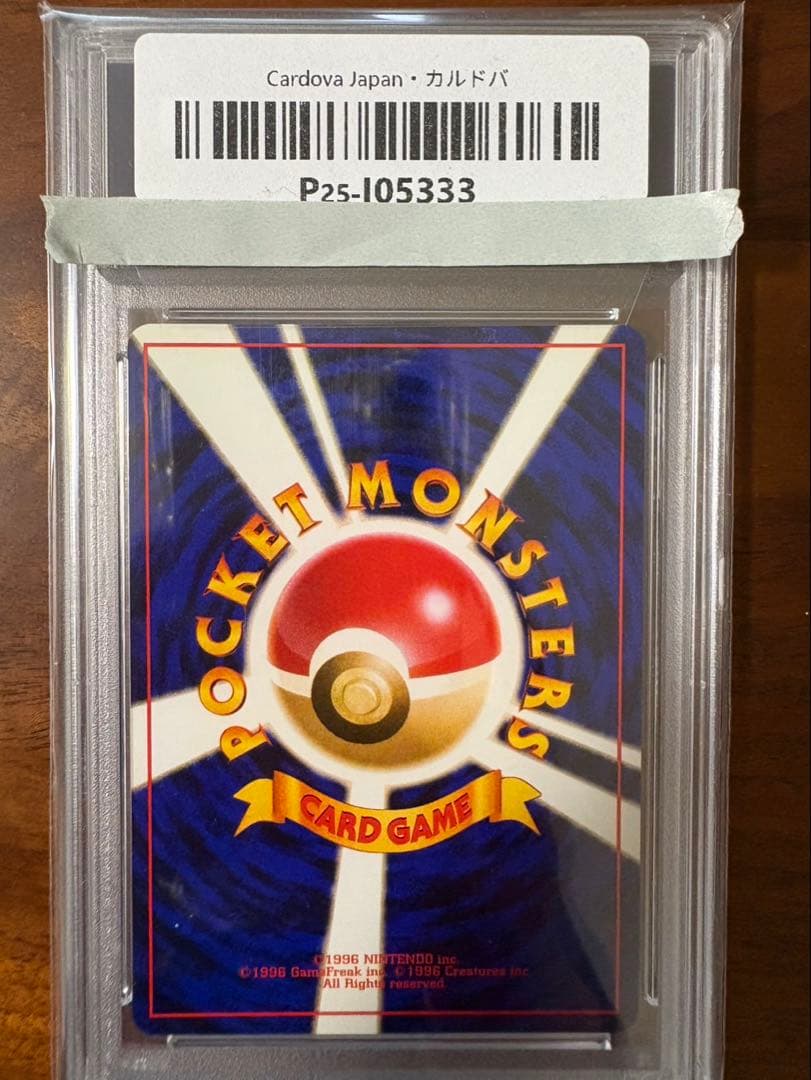 Cardova Japan・カルドバ
P25-I05333
POCKET MONSTERS
CARD GAME
©1996 NINTENDO inc.
©1996 GameFreak inc. ©1996 Creatures inc.
All Rights reserved.